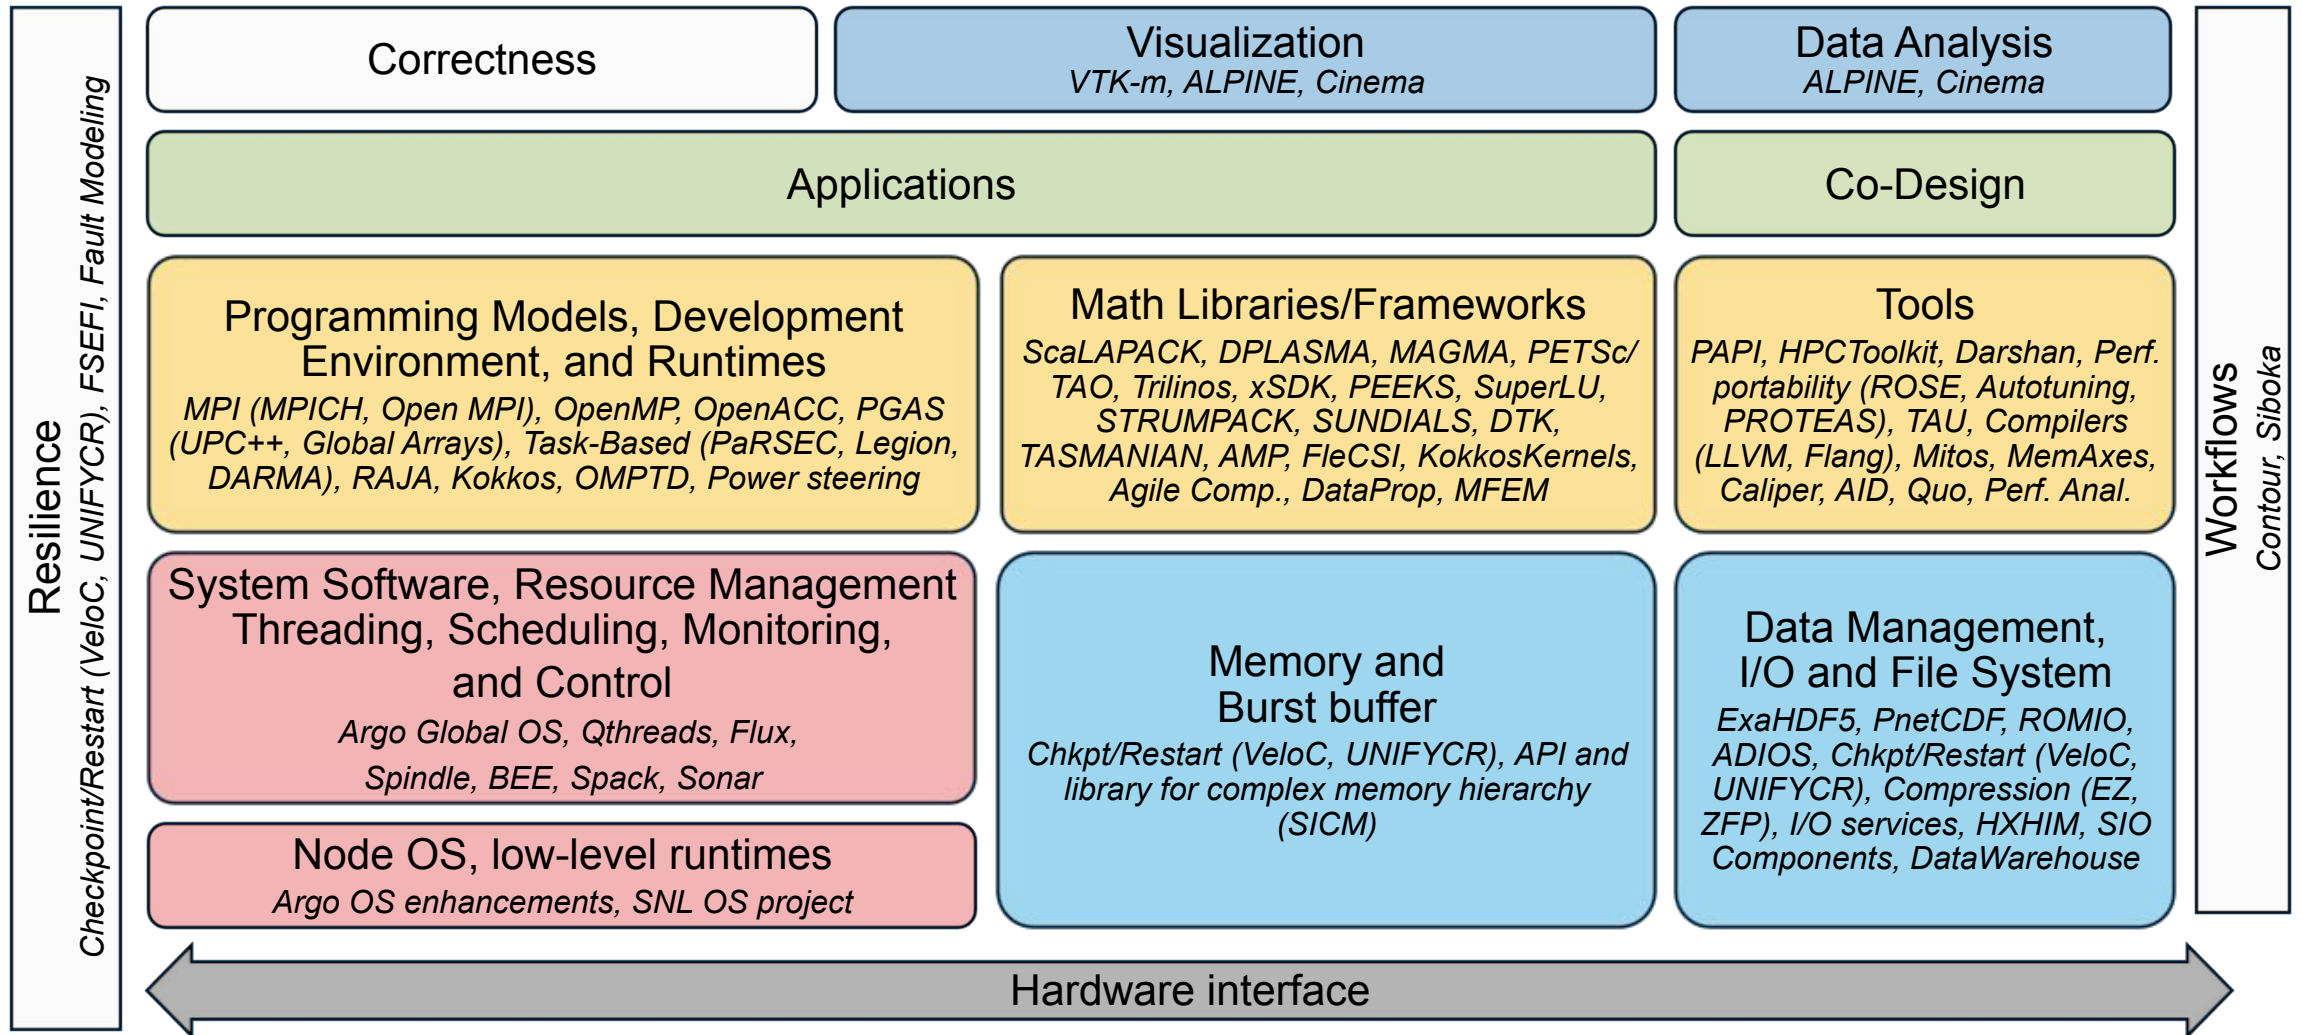 Resilience
Checkpoint/Restart (VeloC, UNIFYCR), FSEFI, Fault Modeling
Correctness
Visualization
VTK-m, ALPINE, Cinema
Data Analysis
ALPINE, Cinema
Applications
Co-Design
Programming Models, Development
Environment, and Runtimes
MPI (MPICH, Open MPI), OpenMP, OpenACC, PGAS
(UPC++, Global Arrays), Task-Based (PaRSEC, Legion,
DARMA), RAJA, Kokkos, OMPTD, Power steering
Math Libraries/Frameworks
ScaLAPACK, DPLASMA, MAGMA, PETSc/
TAO, Trilinos, xSDK, PEEKS, SuperLU,
STRUMPACK, SUNDIALS, DTK,
TASMANIAN, AMP, FleCSI, KokkosKernels,
Agile Comp., DataProp, MFEM
Tools
PAPI, HPCToolkit, Darshan, Perf.
portability (ROSE, Autotuning,
PROTEAS), TAU, Compilers
(LLVM, Flang), Mitos, MemAxes,
Caliper, AID, Quo, Perf. Anal.
System Software, Resource Management
Threading, Scheduling, Monitoring,
and Control
Argo Global OS, Qthreads, Flux,
Spindle, BEE, Spack, Sonar
Memory and
Burst buffer
Chkpt/Restart (VeloC, UNIFYCR), API and
library for complex memory hierarchy
(SICM)
Data Management,
I/O and File System
ExaHDF5, PnetCDF, ROMIO,
ADIOS, Chkpt/Restart (VeloC,
UNIFYCR), Compression (EZ,
ZFP), I/O services, HXHIM, SIO
Components, DataWarehouse
Node OS, low-level runtimes
Argo OS enhancements, SNL OS project
Hardware interface
Workflows
Contour, Siboka